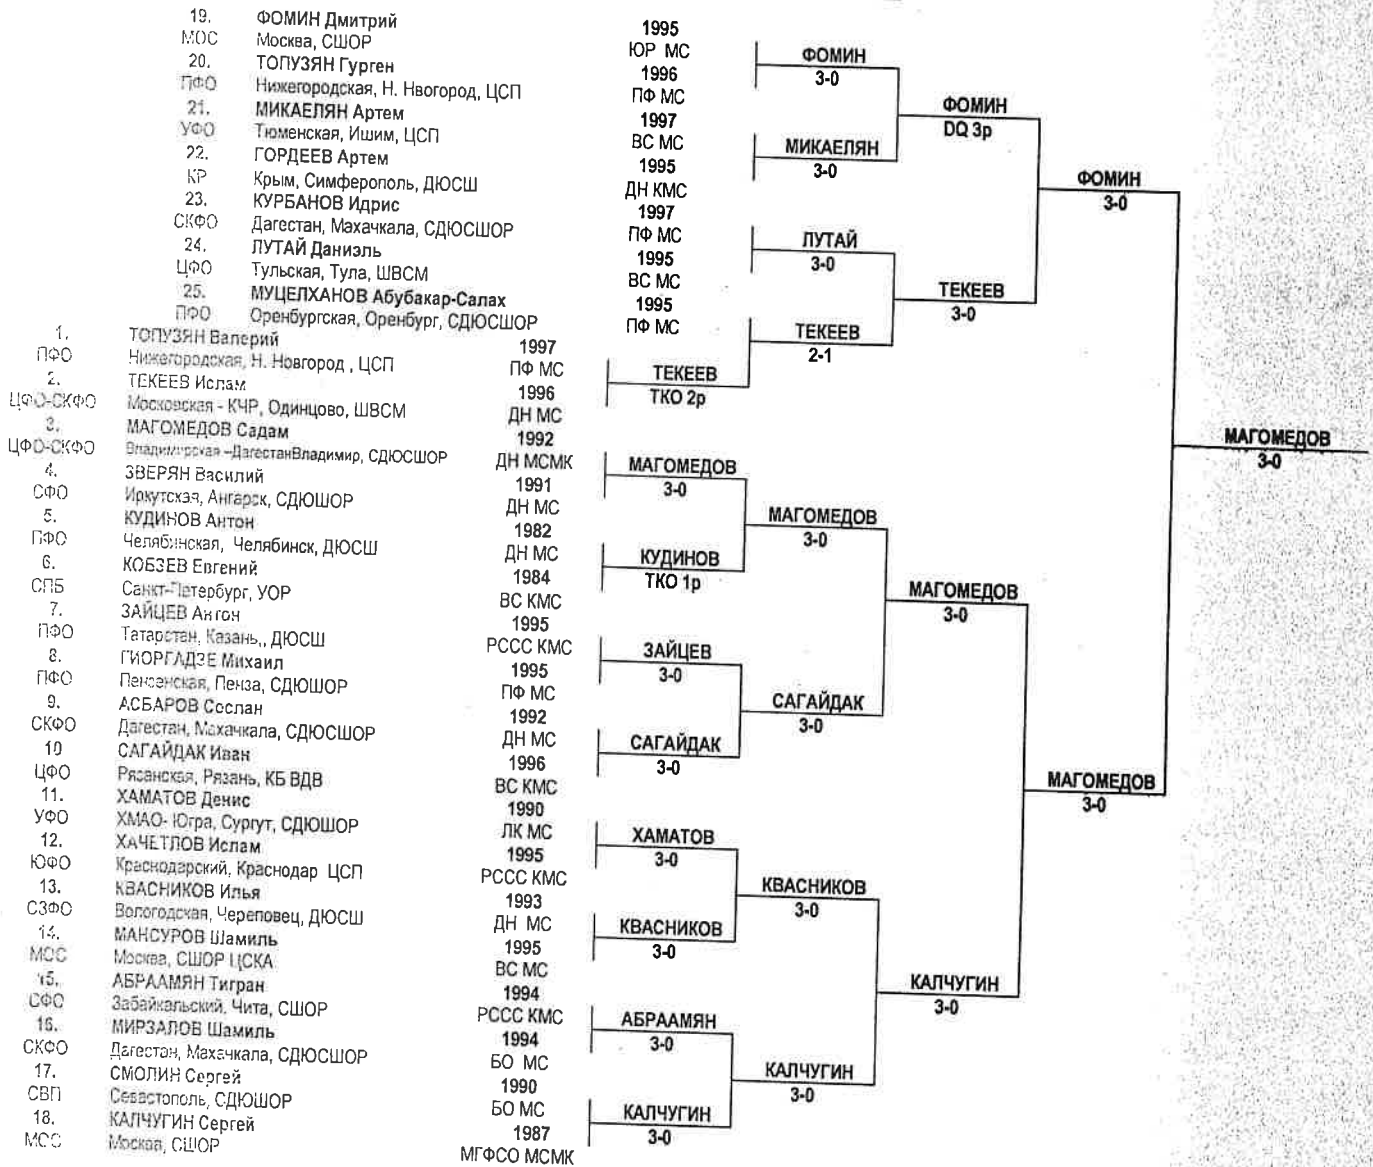 19. ФОМИН Дмитрий 1995
МОС Москва, СШОР ЮР МС
20. ТОПУЗЯН Гурген 1996
ПФО Нижегородская, Н. Нвогород, ЦСП ПФ МС
21. МИКАЕЛЯН Артем 1997
УФО Тюменская, Ишим, ЦСП ВС МС
22. ГОРДЕЕВ Артем 1995
КР Крым, Симферополь, ДЮСШ ДН КМС
23. КУРБАНОВ Идрис 1997
СКФО Дагестан, Махачкала, СДЮСШОР ПФ МС
24. ЛУТАЙ Даниэль 1995
ЦФО Тульская, Тула, ШВСМ ВС МС
25. МУЦЕЛХАНОВ Абубакар-Салах 1995
ПФО Оренбургская, Оренбург, СДЮСШОР ПФ МС
1. ТОПУЗЯН Валерий 1997
ПФО Нижегородская, Н. Новгород , ЦСП ПФ МС
2. ТЕКЕЕВ Ислам 1996
ЦФО-СКФО Московская - КЧР, Одинцово, ШВСМ ДН МС
3. МАГОМЕДОВ Садам 1992
ЦФО-СКФО Владимирская –ДагестанВладимир, СДЮСШОР ДН МСМК
4. ЗВЕРЯН Василий 1991
СФО Иркутская, Ангарск, СДЮШОР ДН МС
5. КУДИНОВ Антон 1982
ПФО Челябинская, Челябинск, ДЮСШ ДН МС
6. КОБЗЕВ Евгений 1984
СПБ Санкт-Петербург, УОР ВС КМС
7. ЗАЙЦЕВ Антон 1995
ПФО Татарстан, Казань,, ДЮСШ РССС КМС
8. ГИОРГАДЗЕ Михаил 1995
ПФО Пензенская, Пенза, СДЮШОР ПФ МС
9. АСБАРОВ Сослан 1992
СКФО Дагестан, Махачкала, СДЮСШОР ДН МС
10 САГАЙДАК Иван 1996
ЦФО Рязанская, Рязань, КБ ВДВ ВС КМС
11. ХАМАТОВ Денис 1990
УФО ХМАО- Югра, Сургут, СДЮШОР ЛК МС
12. ХАЧЕТЛОВ Ислам 1995
ЮФО Краснодарский, Краснодар ЦСП РССС КМС
13. КВАСНИКОВ Илья 1993
СЗФО Вологодская, Череповец, ДЮСШ ДН МС
14. МАНСУРОВ Шамиль 1995
МОС Москва, СШОР ЦСКА ВС МС
15. АБРААМЯН Тигран 1994
СФО Забайкальский, Чита, СШОР РССС КМС
16. МИРЗАЛОВ Шамиль 1994
СКФО Дагестан, Махачкала, СДЮСШОР БО МС
17. СМОЛИН Сергей 1990
СВП Севастополь, СДЮШОР БО МС
18. КАЛЧУГИН Сергей 1987
МОС Москва, СШОР МГФСО МСМК
ТЕКЕЕВ
ТКО 2р
МАГОМЕДОВ
3-0
КУДИНОВ
ТКО 1р
ЗАЙЦЕВ
3-0
САГАЙДАК
3-0
ХАМАТОВ
3-0
КВАСНИКОВ
3-0
АБРААМЯН
3-0
КАЛЧУГИН
3-0
ФОМИН
3-0
МИКАЕЛЯН
3-0
ЛУТАЙ
3-0
ТЕКЕЕВ
2-1
МАГОМЕДОВ
3-0
САГАЙДАК
3-0
КВАСНИКОВ
3-0
КАЛЧУГИН
3-0
ФОМИН
DQ 3р
ТЕКЕЕВ
3-0
МАГОМЕДОВ
3-0
КАЛЧУГИН
3-0
ФОМИН
3-0
МАГОМЕДОВ
3-0
МАГОМЕДОВ
3-0